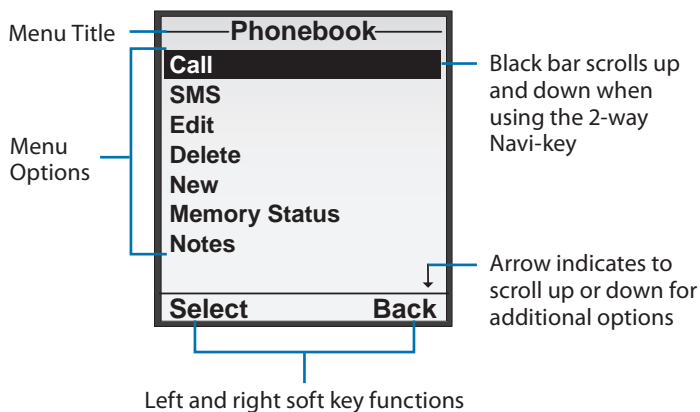 Menu Title
Phonebook
Call
SMS
Edit
Delete
New
Memory Status
Notes
Select Back
Menu
Options
Black bar scrolls up
and down when
using the 2-way
Navi-key
Arrow indicates to
scroll up or down for
additional options
Left and right soft key functions